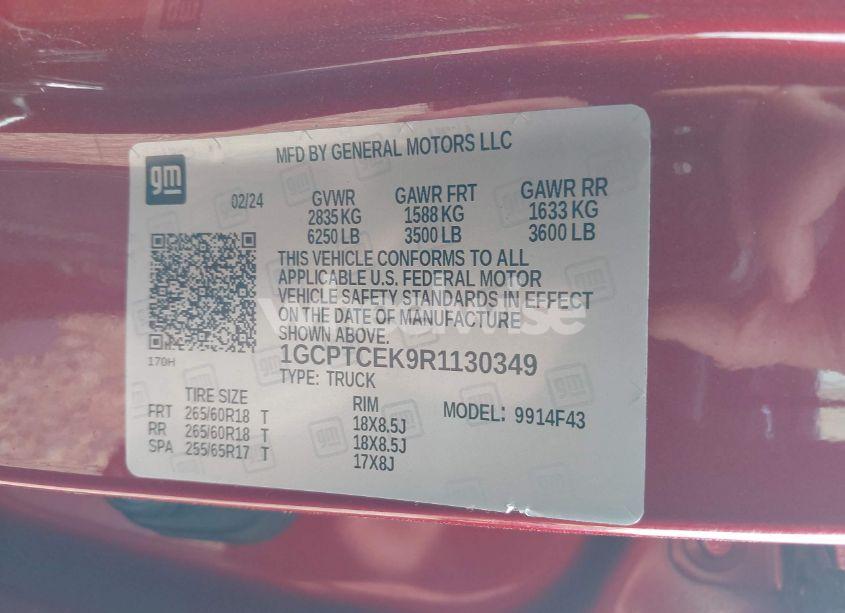 MFD BY GENERAL MOTORS LLC
gm
02/24
GVWR GAWR FRT GAWR RR
2835 KG 1588 KG 1633 KG
6250 LB 3500 LB 3600 LB
THIS VEHICLE CONFORMS TO ALL
APPLICABLE U.S. FEDERAL MOTOR
VEHICLE SAFETY STANDARDS IN EFFECT
ON THE DATE OF MANUFACTURE
SHOWN ABOVE.
170H
1GCPTCEK9R1130349
TYPE: TRUCK
TIRE SIZE RIM MODEL: 9914F43
FRT 265/60R18 T 18X8.5J
RR 265/60R18 T 18X8.5J
SPA 255/65R17 T 17X8J